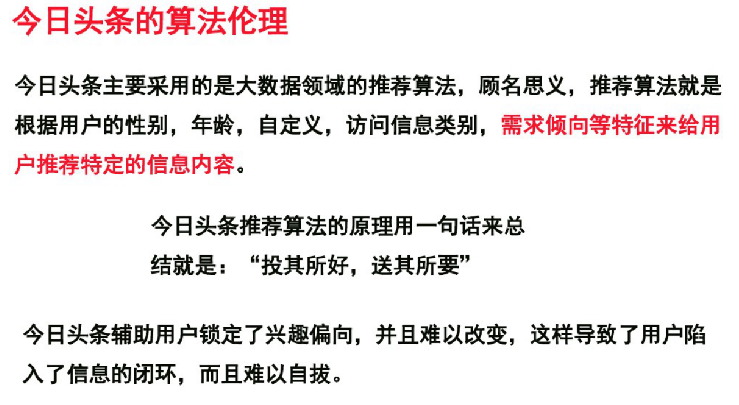 今日头条的算法伦理
今日头条主要采用的是大数据领域的推荐算法，顾名思义，推荐算法就是
根据用户的性别，年龄，自定义，访问信息类别，需求倾向等特征来给用
户推荐特定的信息内容。
今日头条推荐算法的原理用一句话来总
结就是：“投其所好，送其所要”
今日头条辅助用户锁定了兴趣偏向，并且难以改变，这样导致了用户陷
入了信息的闭环，而且难以自拔。